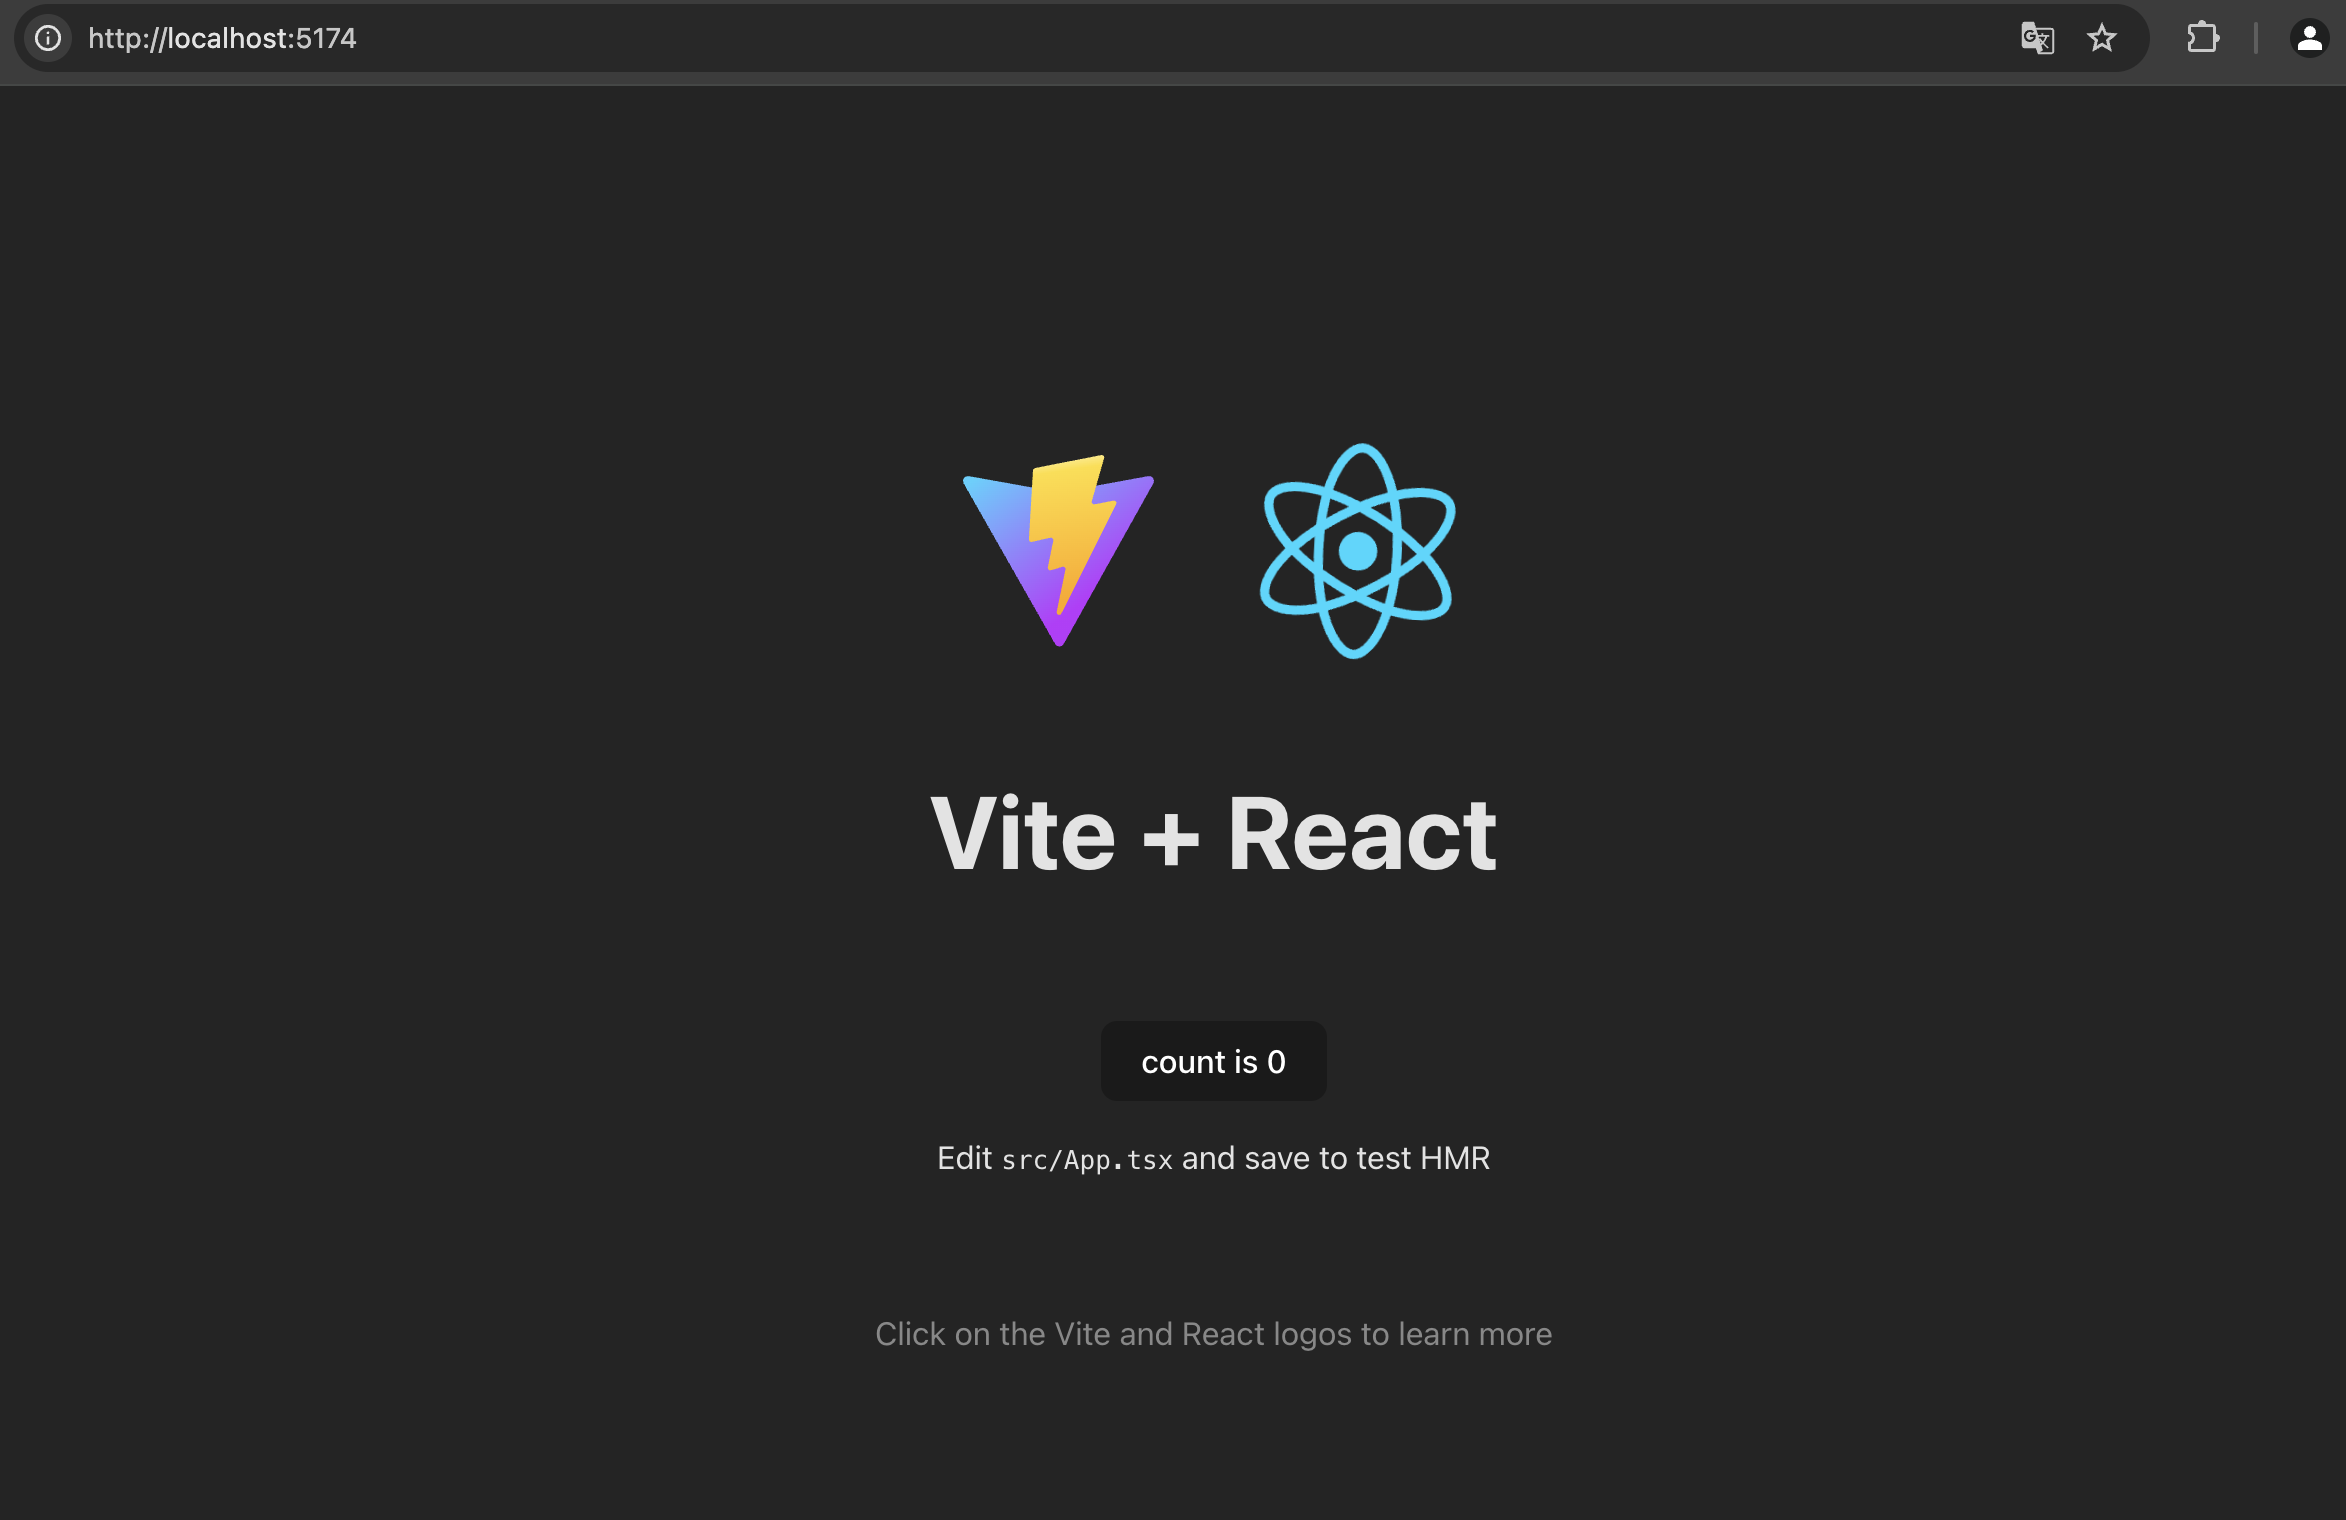 http://localhost:5174
Vite + React
count is 0
Edit src/App.tsx and save to test HMR
Click on the Vite and React logos to learn more